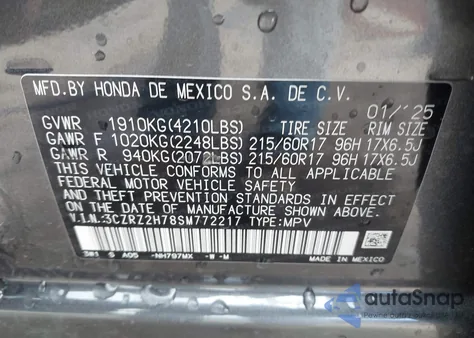 MFD.BY HONDA DE MEXICO S.A. DE C.V.
01/'25
GVWR 1910KG(4210LBS) TIRE SIZE RIM SIZE
GAWR F 1020KG(2248LBS) 215/60R17 96H 17X6.5J
GAWR R 940KG(2072LBS) 215/60R17 96H 17X6.5J
THIS VEHICLE CONFORMS TO ALL APPLICABLE
FEDERAL MOTOR VEHICLE SAFETY
AND THEFT PREVENTION STANDARDS IN EFFECT
ON THE DATE OF MANUFACTURE SHOWN ABOVE.
V.I.N:3CZRZ2H78SM772217 TYPE:MPV
301 S A05 -NH797MX -W -M MADE IN MEXICO
autoSnap